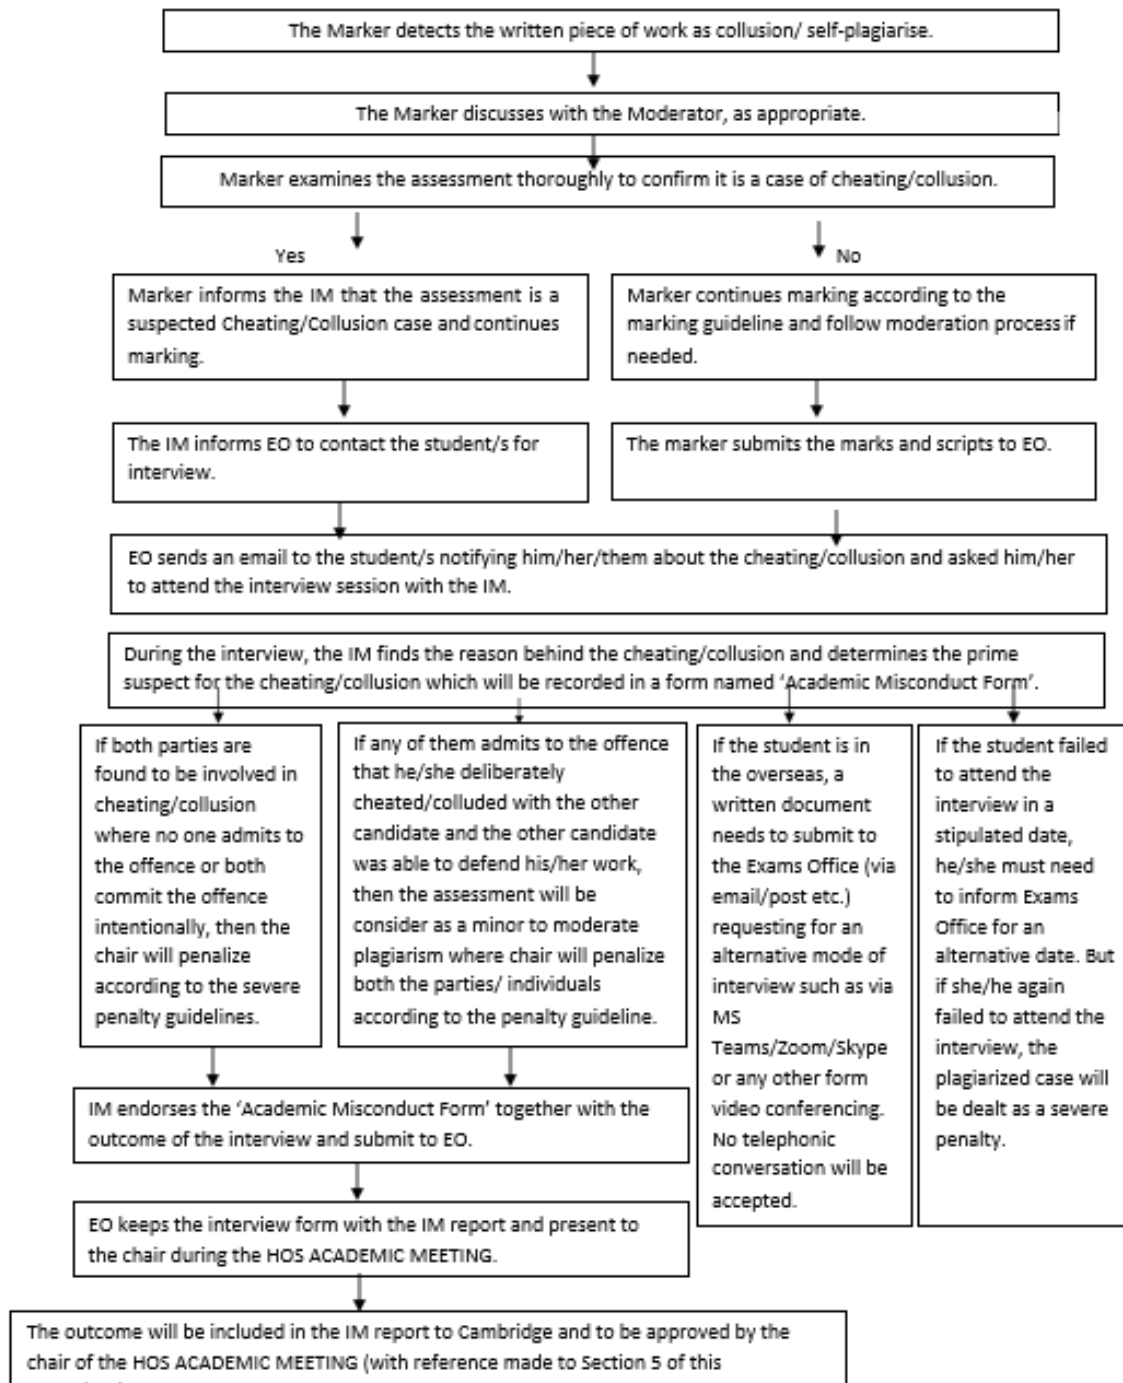 The Marker detects the written piece of work as collusion/ self-plagiarise.
The Marker discusses with the Moderator, as appropriate.
Marker examines the assessment thoroughly to confirm it is a case of cheating/collusion.
Yes
No
Marker informs the IM that the assessment is a
suspected Cheating/Collusion case and continues
marking.
Marker continues marking according to the
marking guideline and follow moderation process if
needed.
The IM informs EO to contact the student/s for
interview.
The marker submits the marks and scripts to EO.
EO sends an email to the student/s notifying him/her/them about the cheating/collusion and asked him/her
to attend the interview session with the IM.
During the interview, the IM finds the reason behind the cheating/collusion and determines the prime
suspect for the cheating/collusion which will be recorded in a form named ‘Academic Misconduct Form’.
If both parties are
found to be involved in
cheating/collusion
where no one admits to
the offence or both
commit the offence
intentionally, then the
chair will penalize
according to the severe
penalty guidelines.
If any of them admits to the offence
that he/she deliberately
cheated/colluded with the other
candidate and the other candidate
was able to defend his/her work,
then the assessment will be
consider as a minor to moderate
plagiarism where chair will penalize
both the parties/ individuals
according to the penalty guideline.
If the student is in
the overseas, a
written document
needs to submit to
the Exams Office (via
email/post etc.)
requesting for an
alternative mode of
interview such as via
MS
Teams/Zoom/Skype
or any other form
video conferencing.
No telephonic
conversation will be
accepted.
If the student failed
to attend the
interview in a
stipulated date,
he/she must need
to inform Exams
Office for an
alternative date. But
if she/he again
failed to attend the
interview, the
plagiarized case will
be dealt as a severe
penalty.
IM endorses the ‘Academic Misconduct Form’ together with the
outcome of the interview and submit to EO.
EO keeps the interview form with the IM report and present to
the chair during the HOS ACADEMIC MEETING.
The outcome will be included in the IM report to Cambridge and to be approved by the
chair of the HOS ACADEMIC MEETING (with reference made to Section 5 of this